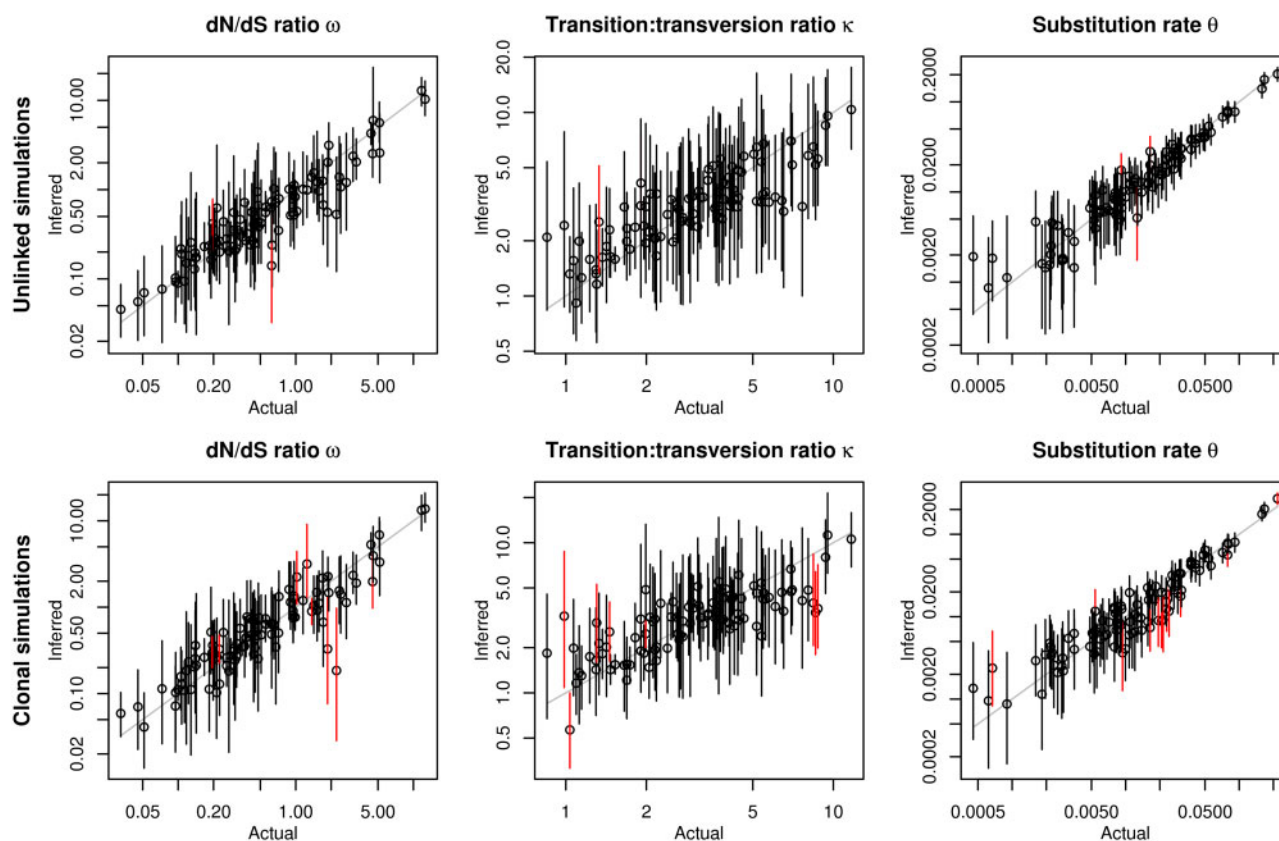 dN/dS ratio ω
Transition:transversion ratio κ
Substitution rate θ
Unlinked simulations
Inferred
0.02 0.10 0.50 2.00 10.00
0.05 0.20 1.00 5.00
Actual
Inferred
0.5 1.0 2.0 5.0 10.0 20.0
1 2 5 10
Actual
Inferred
0.0002 0.0020 0.0200 0.2000
0.0005 0.0050 0.0500
Actual
dN/dS ratio ω
Transition:transversion ratio κ
Substitution rate θ
Clonal simulations
Inferred
0.02 0.10 0.50 2.00 10.00
0.05 0.20 1.00 5.00
Actual
Inferred
0.5 1.0 2.0 5.0 10.0
1 2 5 10
Actual
Inferred
0.0002 0.0020 0.0200 0.2000
0.0005 0.0050 0.0500
Actual